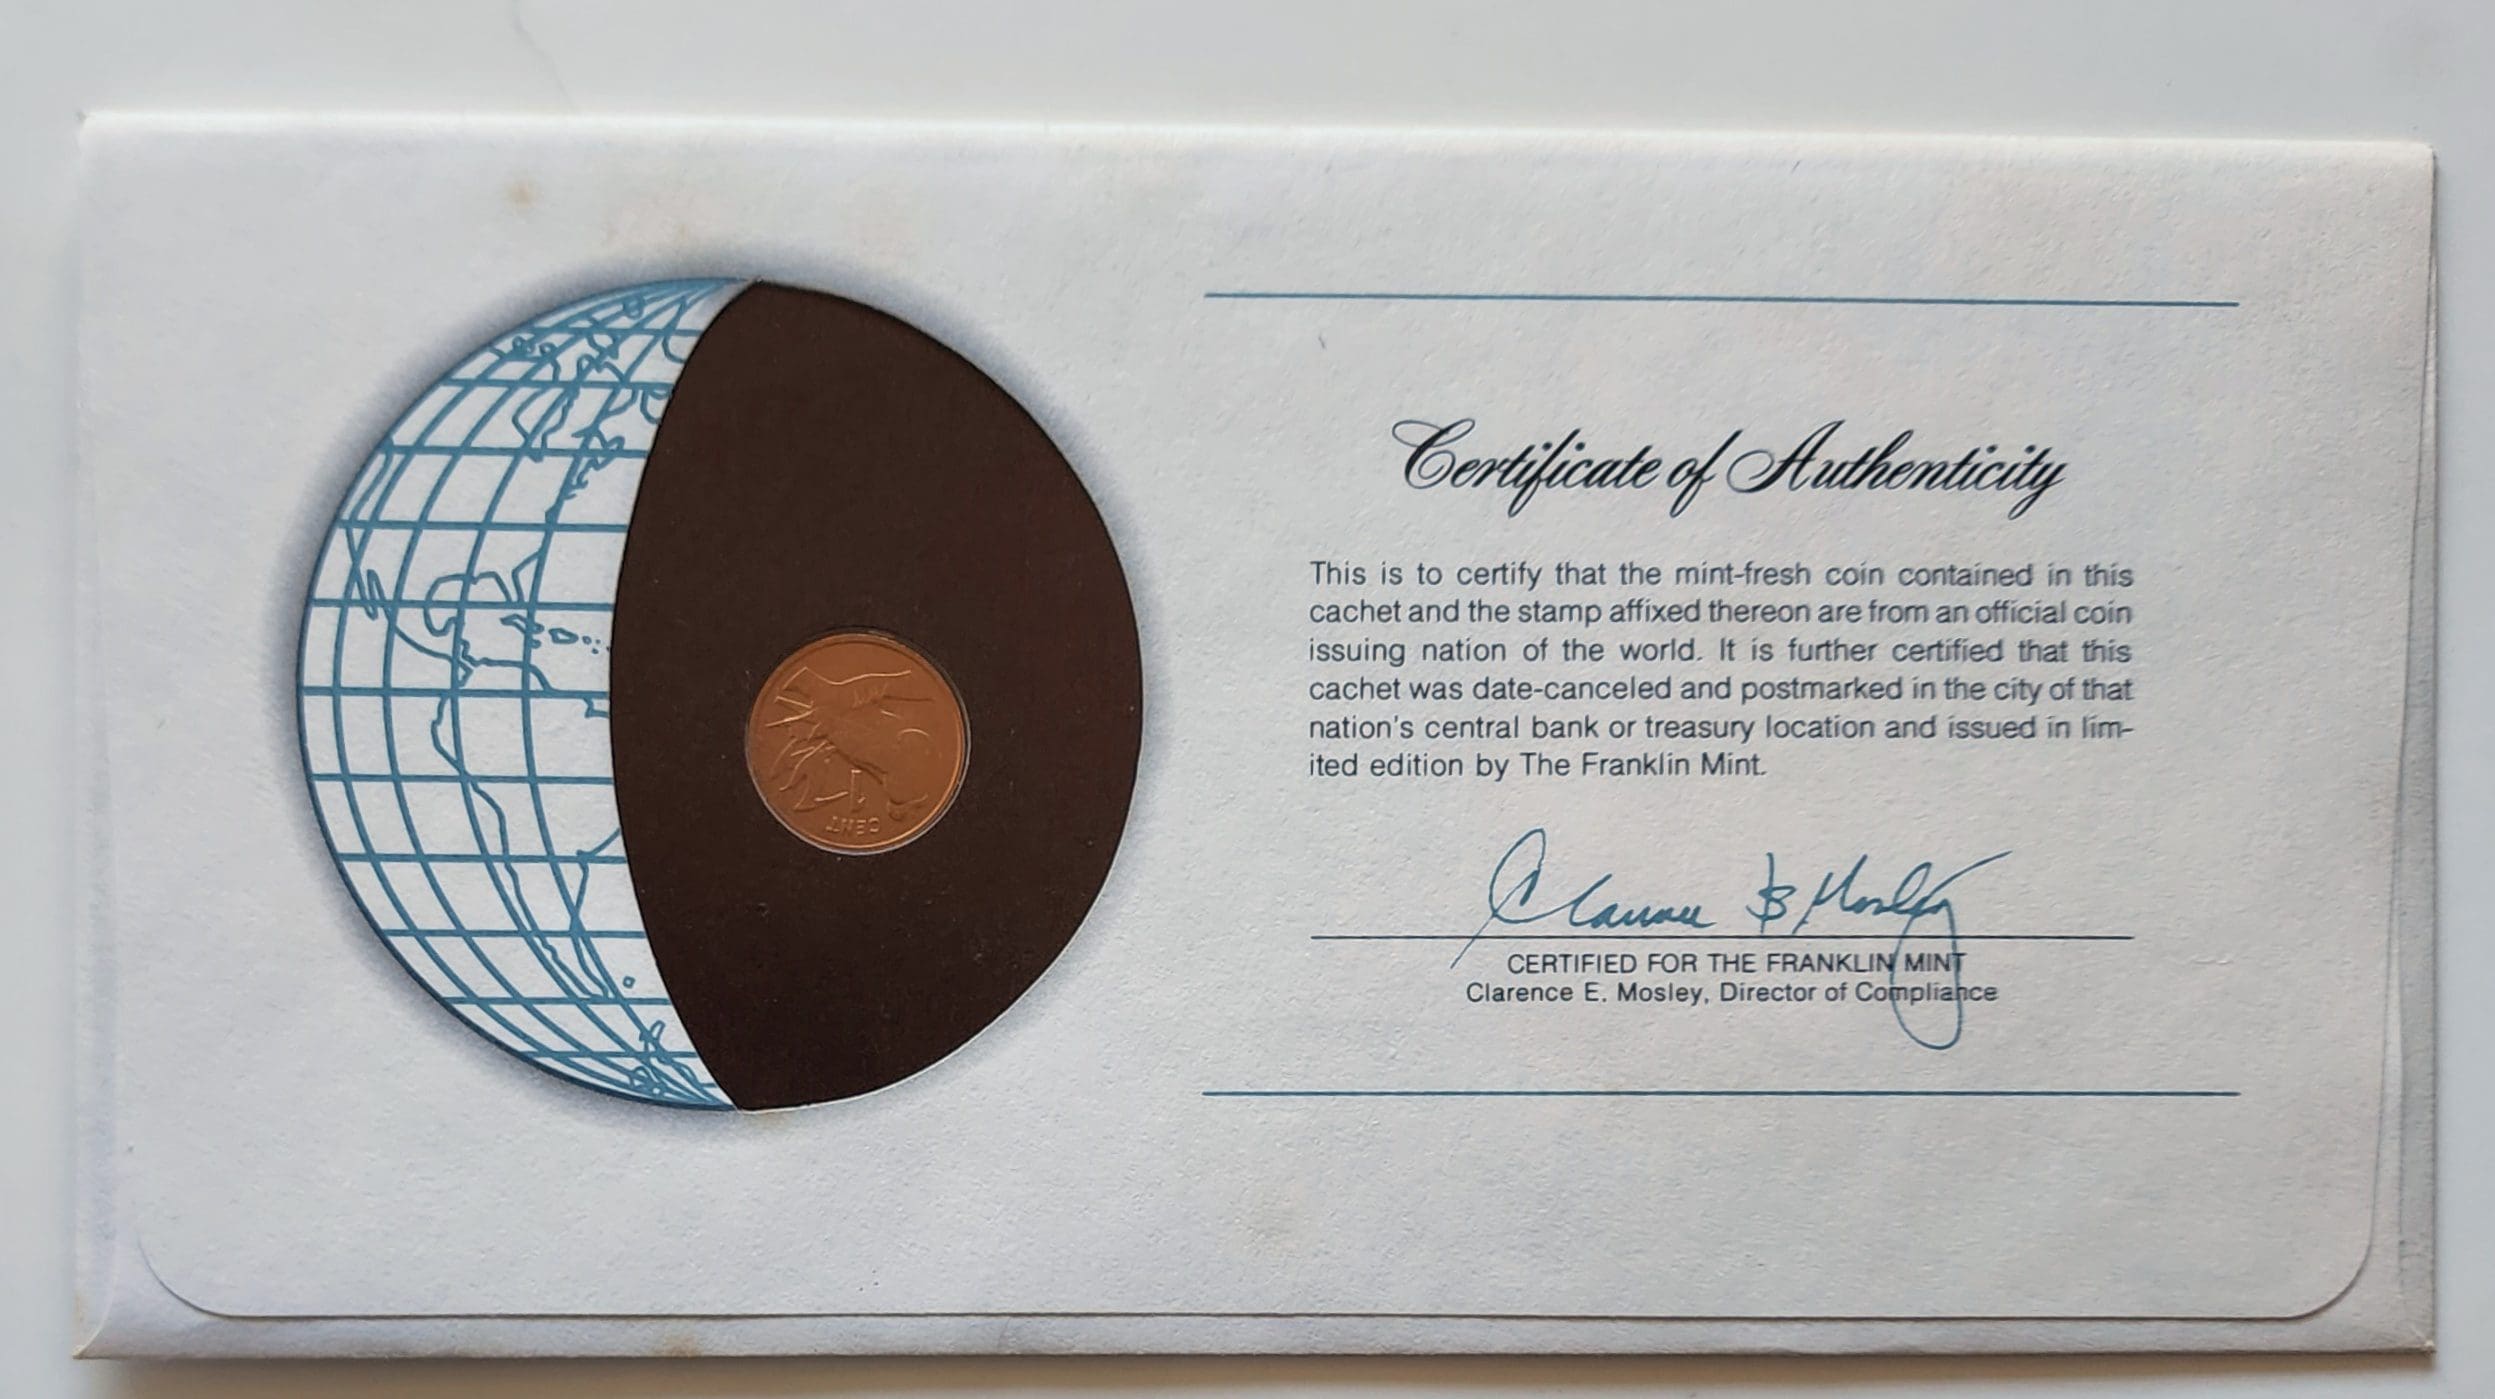 Certificate of Authenticity
This is to certify that the mint-fresh coin contained in this
cachet and the stamp affixed thereon are from an official coin
issuing nation of the world. It is further certified that this
cachet was date-canceled and postmarked in the city of that
nation's central bank or treasury location and issued in lim-
ited edition by The Franklin Mint.
Clarence E Mosley
CERTIFIED FOR THE FRANKLIN MINT
Clarence E. Mosley, Director of Compliance
1
CENT